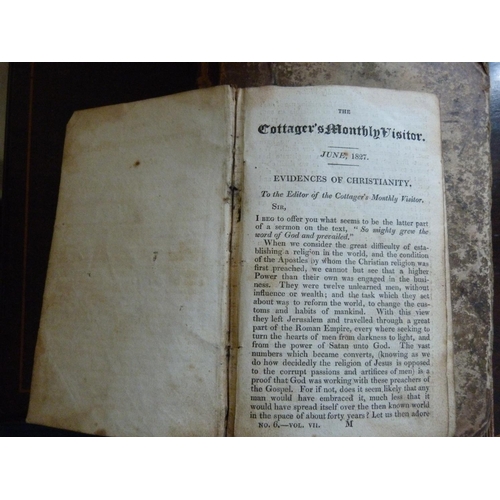 THE
Cottager's Monthly Visitor.
JUNE, 1827.
EVIDENCES OF CHRISTIANITY.
To the Editor of the Cottager's Monthly Visitor.
SIR,
I BEG to offer you what seems to be the latter part
of a sermon on the text, "So mighty grew the
word of God and prevailed."
When we consider the great difficulty of esta-
blishing a religion in the world, and the condition
of the Apostles by whom the Christian religion was
first preached, we cannot but see that a higher
Power than their own was engaged in the busi-
ness. They were twelve unlearned men, without
influence or wealth; and the task which they set
about was to reform the world, to change the cus-
toms and habits of mankind. With this view
they left Jerusalem and travelled through a great
part of the Roman Empire, every where seeking to
turn the hearts of men from darkness to light, and
from the power of Satan unto God. The vast
numbers which became converts, (knowing as we
do how decidedly the religion of Jesus is opposed
to the corrupt passions and artifices of men) is a
proof that God was working with these preachers of
the Gospel. For if not, does it seem likely that any
man would have embraced it, much less that it
would have spread itself over the then known world
in the space of about forty years? Let us then adore
NO. 6.—VOL. VII. M